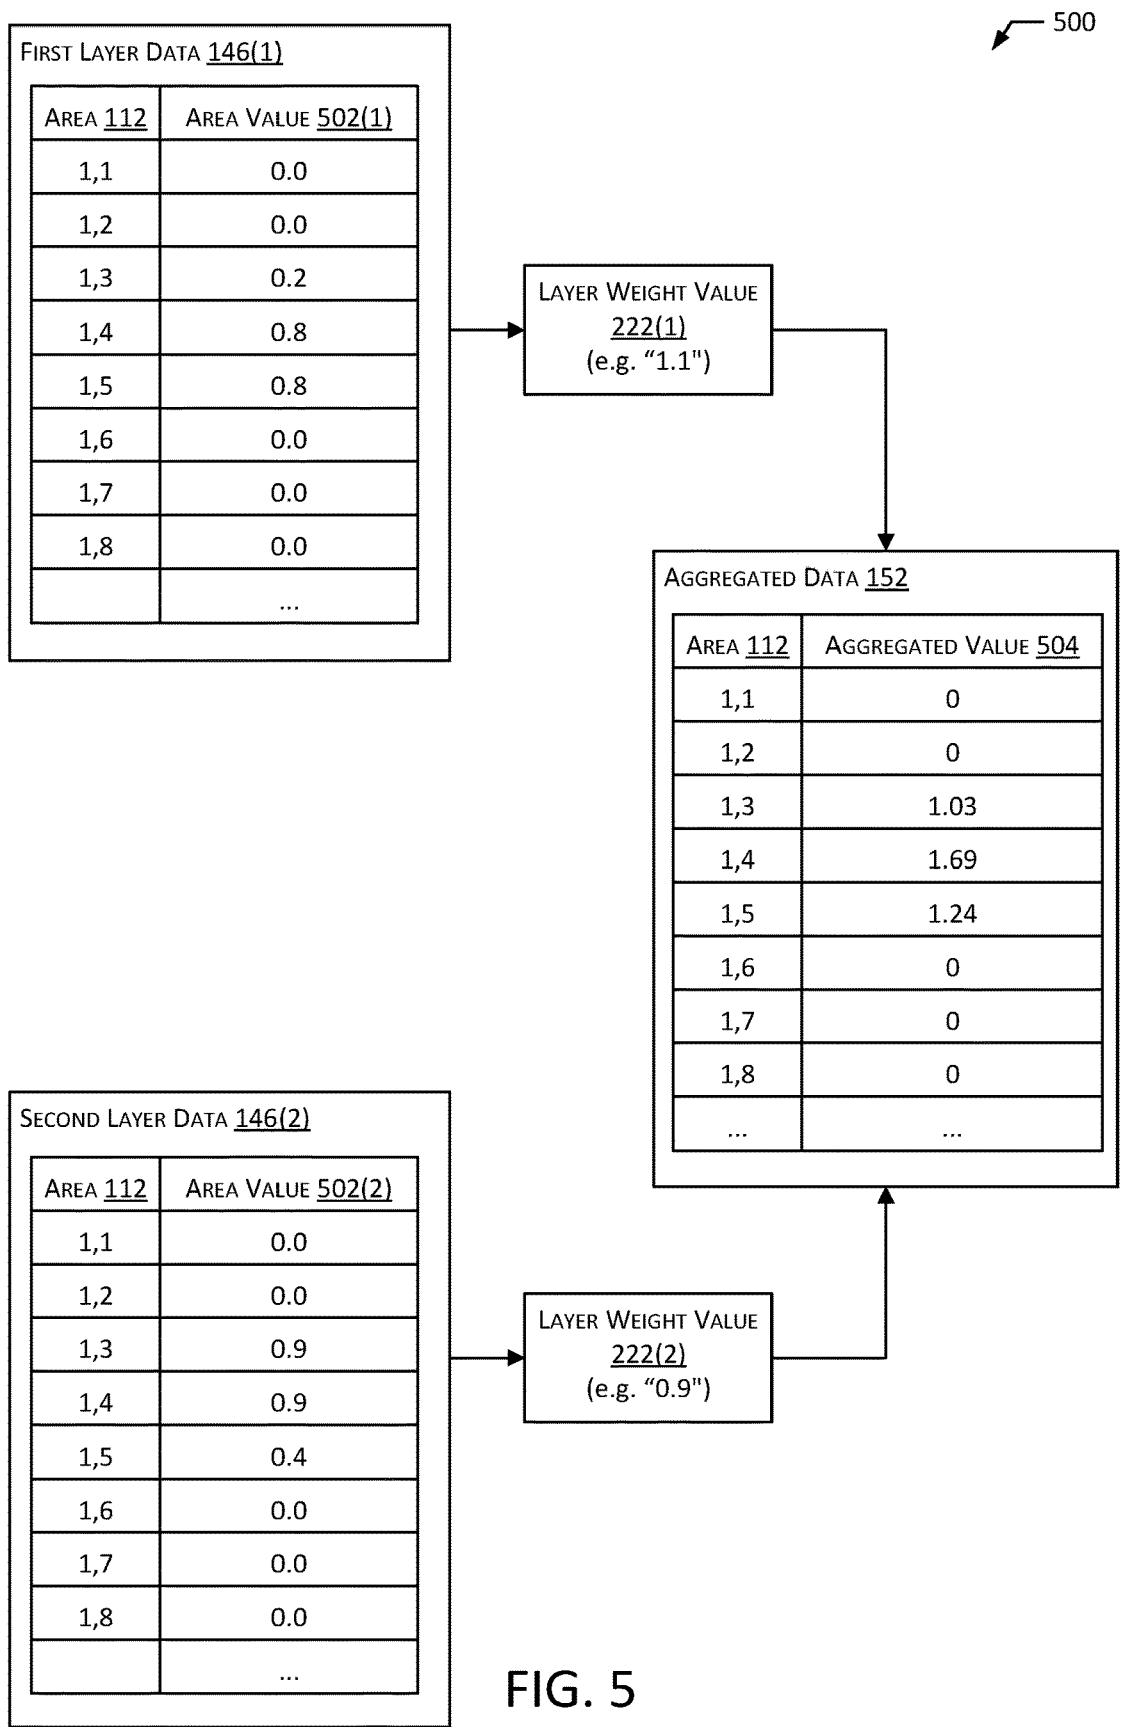 500
FIRST LAYER DATA 146(1)
AREA 112 AREA VALUE 502(1)
1,1 0.0
1,2 0.0
1,3 0.2
1,4 0.8
1,5 0.8
1,6 0.0
1,7 0.0
1,8 0.0
...
LAYER WEIGHT VALUE
222(1)
(e.g. “1.1")
AGGREGATED DATA 152
AREA 112 AGGREGATED VALUE 504
1,1 0
1,2 0
1,3 1.03
1,4 1.69
1,5 1.24
1,6 0
1,7 0
1,8 0
... ...
SECOND LAYER DATA 146(2)
AREA 112 AREA VALUE 502(2)
1,1 0.0
1,2 0.0
1,3 0.9
1,4 0.9
1,5 0.4
1,6 0.0
1,7 0.0
1,8 0.0
...
LAYER WEIGHT VALUE
222(2)
(e.g. “0.9")
FIG. 5